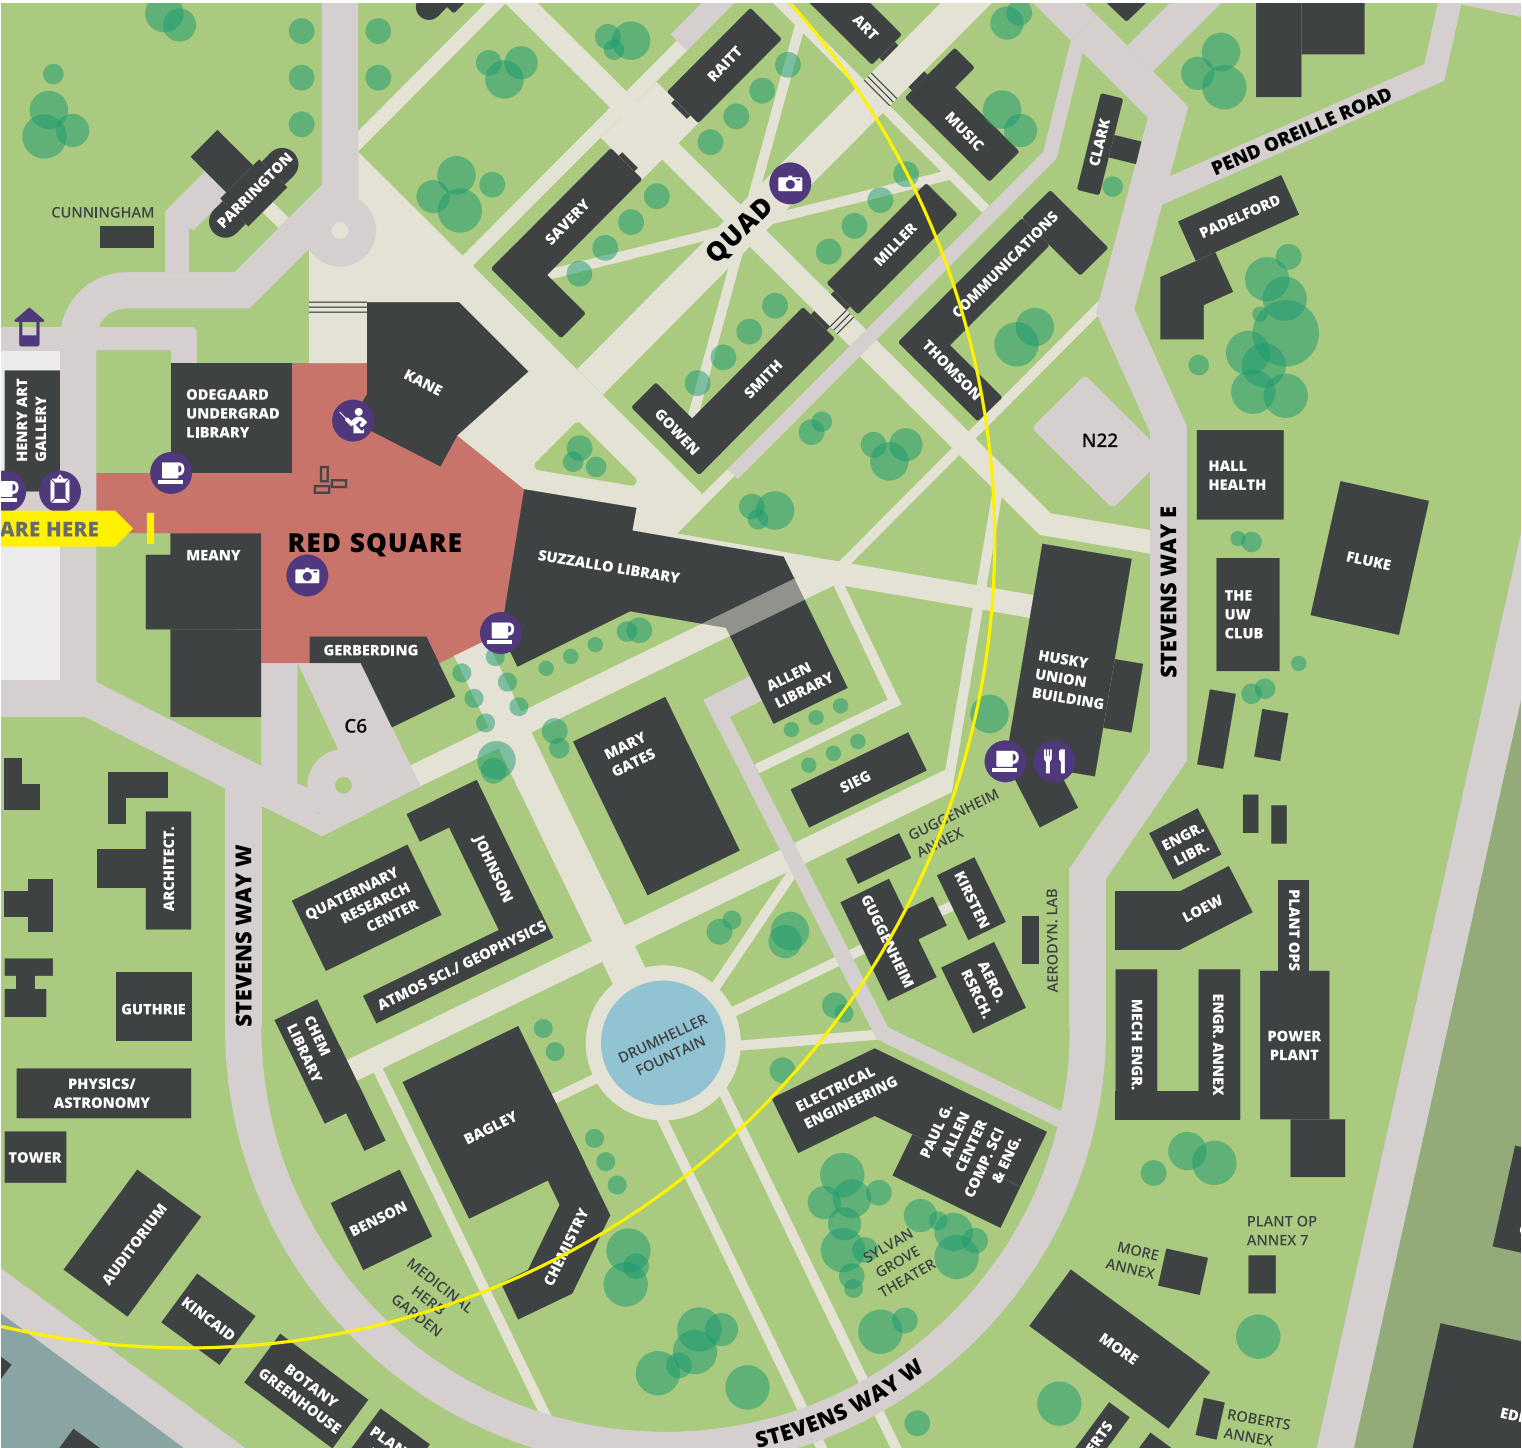 ART
RAITT
MUSIC
CLARK
PEND OREILLE ROAD
PARRINGTON
CUNNINGHAM
SAVERY
QUAD
MILLER
COMMUNICATIONS
PADELFORD
KANE
ODEGAARD
UNDERGRAD
LIBRARY
HENRY ART
GALLERY
SMITH
GOWEN
THOMSON
N22
HALL
HEALTH
ARE HERE
RED SQUARE
MEANY
SUZZALLO LIBRARY
STEVENS WAY E
FLUKE
THE
UW
CLUB
GERBERDING
ALLEN
LIBRARY
HUSKY
UNION
BUILDING
C6
MARY
GATES
SIEG
GUGGENHEIM
ANNEX
ENGR.
LIBR.
ARCHITECT.
STEVENS WAY W
JOHNSON
QUATERNARY
RESEARCH
CENTER
ATMOS SCI./ GEOPHYSICS
GUGGENHEIM
KIRSTEN
AERO.
RSRCH.
AERODYN. LAB
LOEW
PLANT OPS
GUTHRIE
CHEM
LIBRARY
DRUMHELLER
FOUNTAIN
MECH ENGR.
ENGR. ANNEX
POWER
PLANT
PHYSICS/
ASTRONOMY
TOWER
BAGLEY
ELECTRICAL
ENGINEERING
PAUL G.
ALLEN
CENTER
COMP. SCI
& ENG.
AUDITORIUM
BENSON
CHEMISTRY
MEDICINAL
HERB
GARDEN
SYLVAN
GROVE
THEATER
PLANT OP
ANNEX 7
MORE
ANNEX
KINCAID
BOTANY
GREENHOUSE
MORE
STEVENS WAY W
ROBERTS
ANNEX